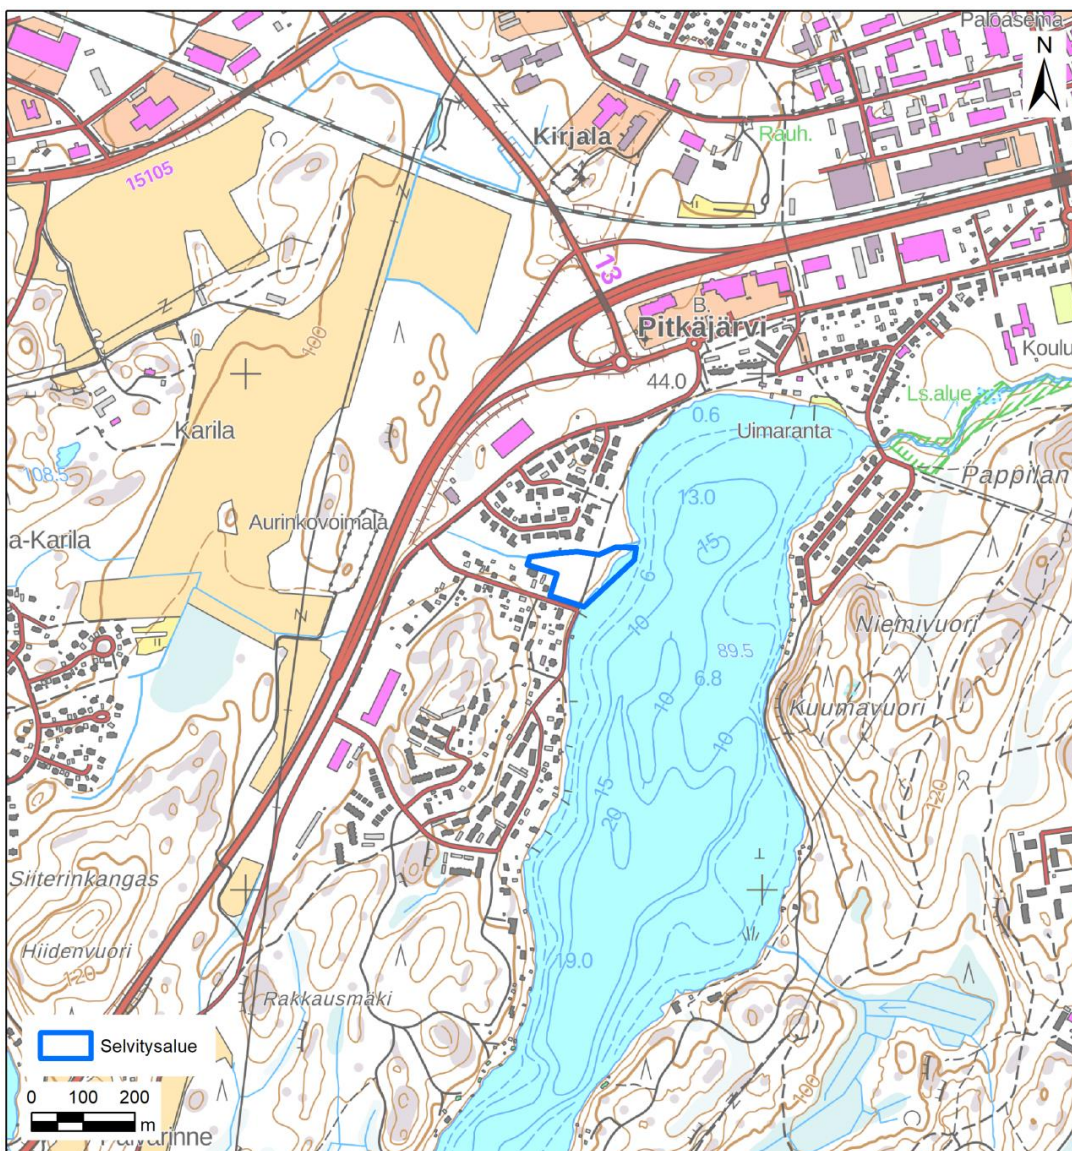 Paloasema
N
Kirjala
Rauh.
15105
13
B.
Pitkäjärvi
Koulu
100
44.0
0.6
Ls.alue
Uimaranta
Karila
Pappilan
108.5
13.0
15
Aurinkovoimala
a-Karila
6
10
Niemivuori
89.5
6.8
10
Kuumavuori
10
15
20
120
Siiterinkangas
Hiidenvuori
19.0
120
Rakkausmäki
Selvitysalue
0 100 200
m
100